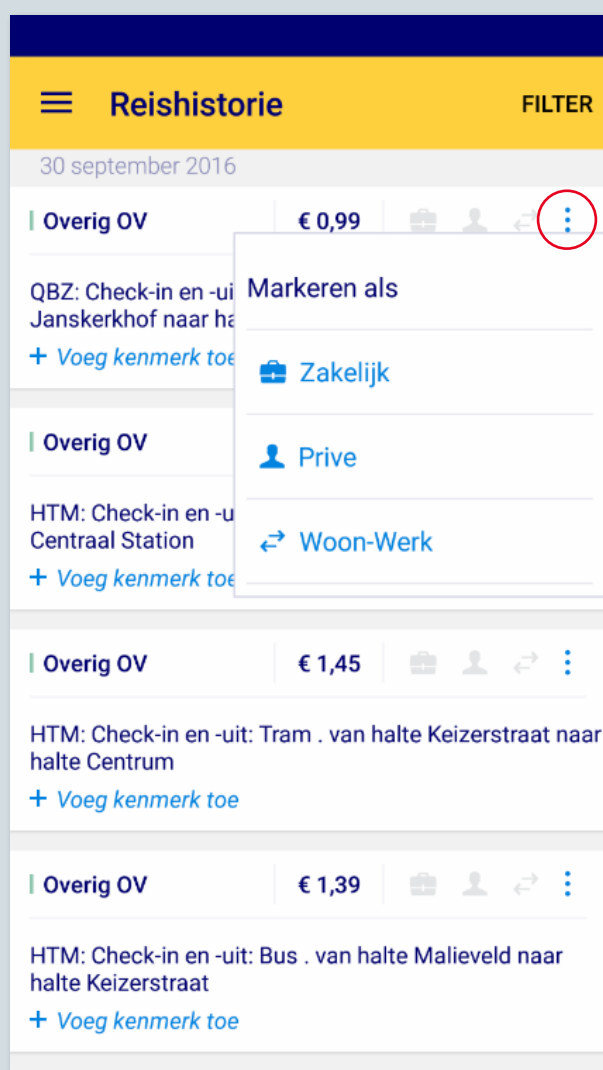 Reishistorie FILTER
30 september 2016
Overig OV € 0,99
QBZ: Check-in en -ui
Janskerkhof naar ha
+ Voeg kenmerk toe
Markeren als
Zakelijk
Prive
Woon-Werk
Overig OV
HTM: Check-in en -u
Centraal Station
+ Voeg kenmerk toe
Overig OV € 1,45
HTM: Check-in en -uit: Tram . van halte Keizerstraat naar
halte Centrum
+ Voeg kenmerk toe
Overig OV € 1,39
HTM: Check-in en -uit: Bus . van halte Malieveld naar
halte Keizerstraat
+ Voeg kenmerk toe